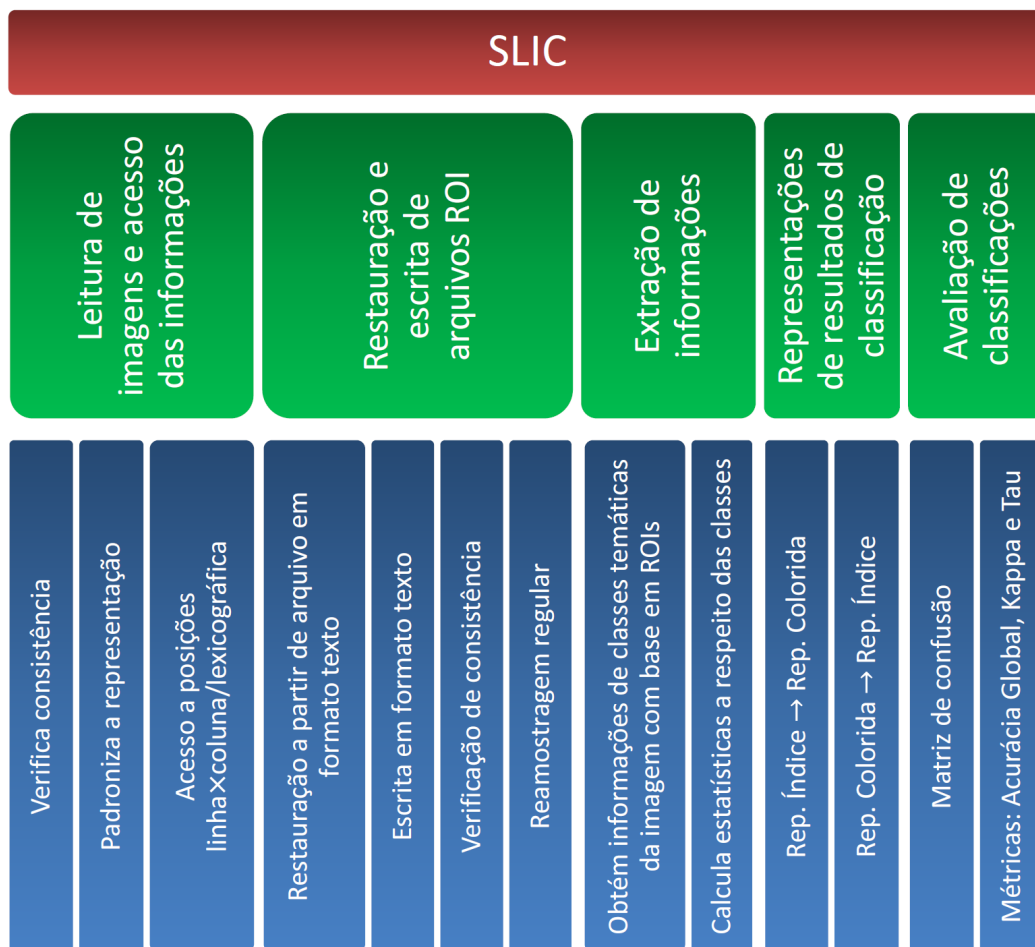 SLIC
Leitura de
imagens e acesso
das informações
Restauração e
escrita de
arquivos ROI
Extração de
informações
Representações
de resultados de
classificação
Avaliação de
classificações
Verifica consistência
Padroniza a representação
Acesso a posições
linha×coluna/lexicográfica
Restauração a partir de arquivo em
formato texto
Escrita em formato texto
Verificação de consistência
Reamostragem regular
Obtém informações de classes temáticas
da imagem com base em ROIs
Calcula estatísticas a respeito das classes
Rep. Índice → Rep. Colorida
Rep. Colorida → Rep. Índice
Matriz de confusão
Métricas: Acurácia Global, Kappa e Tau